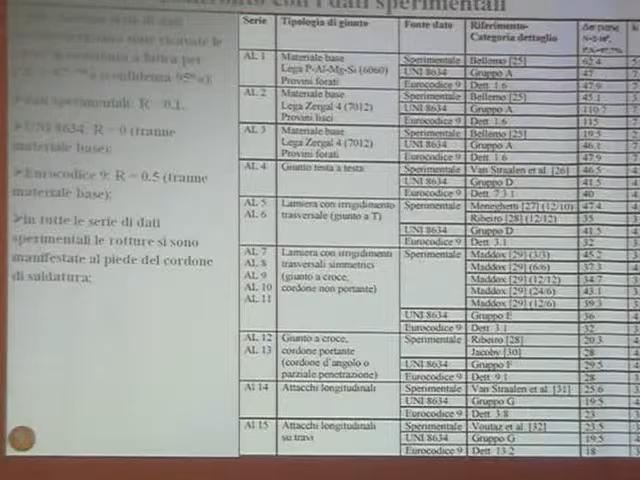 i dati sperimentali
Serie Tipologia di giunto Fonte dato Riferimento-
Categoria dettaglio
AL 1 Materiale base Sperimentale Bellemo [25] 62.4
Lega P-Al-Mg-Si (6060) UNI 8634 Gruppo A 47
Provini forati Eurocodice 9 Dett. 1.6 47.9
AL 2 Materiale base Sperimentale Bellemo [25] 45.1
Lega Zergal 4 (7012) UNI 8634 Gruppo A 110.7
Provini lisci Eurocodice 9 Dett. 1.6 115
AL 3 Materiale base Sperimentale Bellemo [25] 19.5
Lega Zergal 4 (7012) UNI 8634 Gruppo A 46.1
Provini forati Eurocodice 9 Dett. 1.6 47.9
AL 4 Giunto testa a testa Sperimentale Van Straalen et al. [26] 46.5
UNI 8634 Gruppo D 41.5
Eurocodice 9 Dett. 7.3.1 40
AL 5 Lamiera con irrigidimento Sperimentale Meneghetti [27] (12/10) 47.4
AL 6 trasversale (giunto a T) Ribeiro [28] (12/12) 35
UNI 8634 Gruppo D 41.5
Eurocodice 9 Dett. 3.1 32
AL 7 Lamiera con irrigidimenti Sperimentale Maddox [29] (3/3) 45.2
AL 8 trasversali simmetrici Maddox [29] (6/6) 37.3
AL 9 (giunto a croce, Maddox [29] (12/12) 34.7
AL 10 cordone non portante) Maddox [29] (24/6) 43.1
AL 11 Maddox [29] (12/6) 39.3
UNI 8634 Gruppo E 36
Eurocodice 9 Dett. 3.1 32
AL 12 Giunto a croce, Sperimentale Ribeiro [28] 20.3
AL 13 cordone portante Jacoby [30] 28
(cordone d'angolo o UNI 8634 Gruppo F 29.5
parziale penetrazione) Eurocodice 9 Dett. 9.1 28
Al 14 Attacchi longitudinali Sperimentale Van Straalen et al. [31] 25.6
UNI 8634 Gruppo G 19.5
Eurocodice 9 Dett. 3.8 23
Al 15 Attacchi longitudinali Sperimentale Voutaz et al. [32] 23.5
su travi UNI 8634 Gruppo G 19.5
Eurocodice 9 Dett. 13.2 18
serie di dati
sono state ricavate le
a fatica per
(confidenza 95%);
dati sperimentali: R = 0.1.
➢UNI 8634: R = 0 (tranne
materiale base);
➢Eurocodice 9: R = 0.5 (tranne
materiale base);
➢in tutte le serie di dati
sperimentali le rotture si sono
manifestate al piede del cordone
di saldatura;